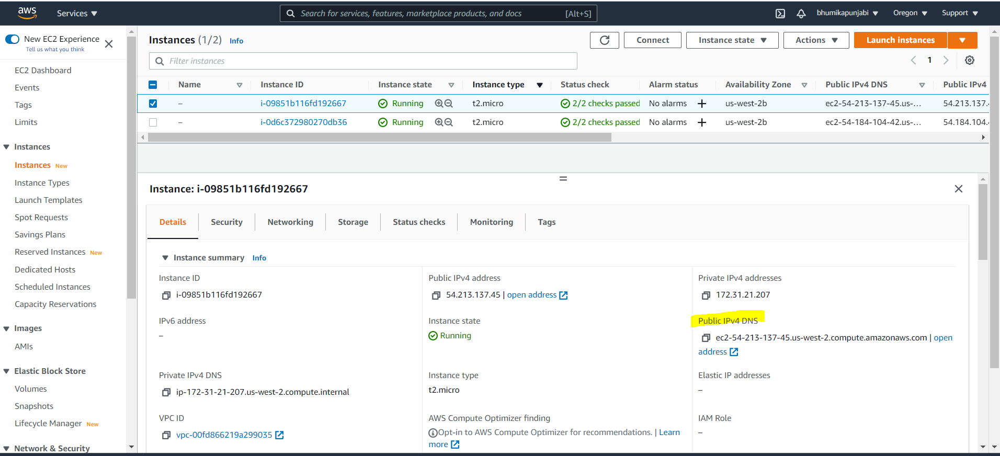 aws
Services
Search for services, features, marketplace products, and docs
[Alt+S]
bhumikapunjabi
Oregon
Support
New EC2 Experience
Tell us what you think
EC2 Dashboard
Events
Tags
Limits
Instances
Instances New
Instance Types
Launch Templates
Spot Requests
Savings Plans
Reserved Instances New
Dedicated Hosts
Scheduled Instances
Capacity Reservations
Images
AMIs
Elastic Block Store
Volumes
Snapshots
Lifecycle Manager New
Network & Security
Instances (1/2) Info
Connect
Instance state
Actions
Launch instances
Filter instances
1
Name Instance ID Instance state Instance type Status check Alarm status Availability Zone Public IPv4 DNS Public IPv4
– i-09851b116fd192667 Running t2.micro 2/2 checks passed No alarms + us-west-2b ec2-54-213-137-45.us-... 54.213.137.
– i-0d6c372980270db36 Running t2.micro 2/2 checks passed No alarms + us-west-2b ec2-54-184-104-42.us-... 54.184.104.
Instance: i-09851b116fd192667
Details Security Networking Storage Status checks Monitoring Tags
Instance summary Info
Instance ID
i-09851b116fd192667
Public IPv4 address
54.213.137.45 | open address
Private IPv4 addresses
172.31.21.207
IPv6 address
–
Instance state
Running
Public IPv4 DNS
ec2-54-213-137-45.us-west-2.compute.amazonaws.com | open
address
Private IPv4 DNS
ip-172-31-21-207.us-west-2.compute.internal
Instance type
t2.micro
Elastic IP addresses
–
VPC ID
vpc-00fd866219a299035
AWS Compute Optimizer finding
Opt-in to AWS Compute Optimizer for recommendations. | Learn
more
IAM Role
–